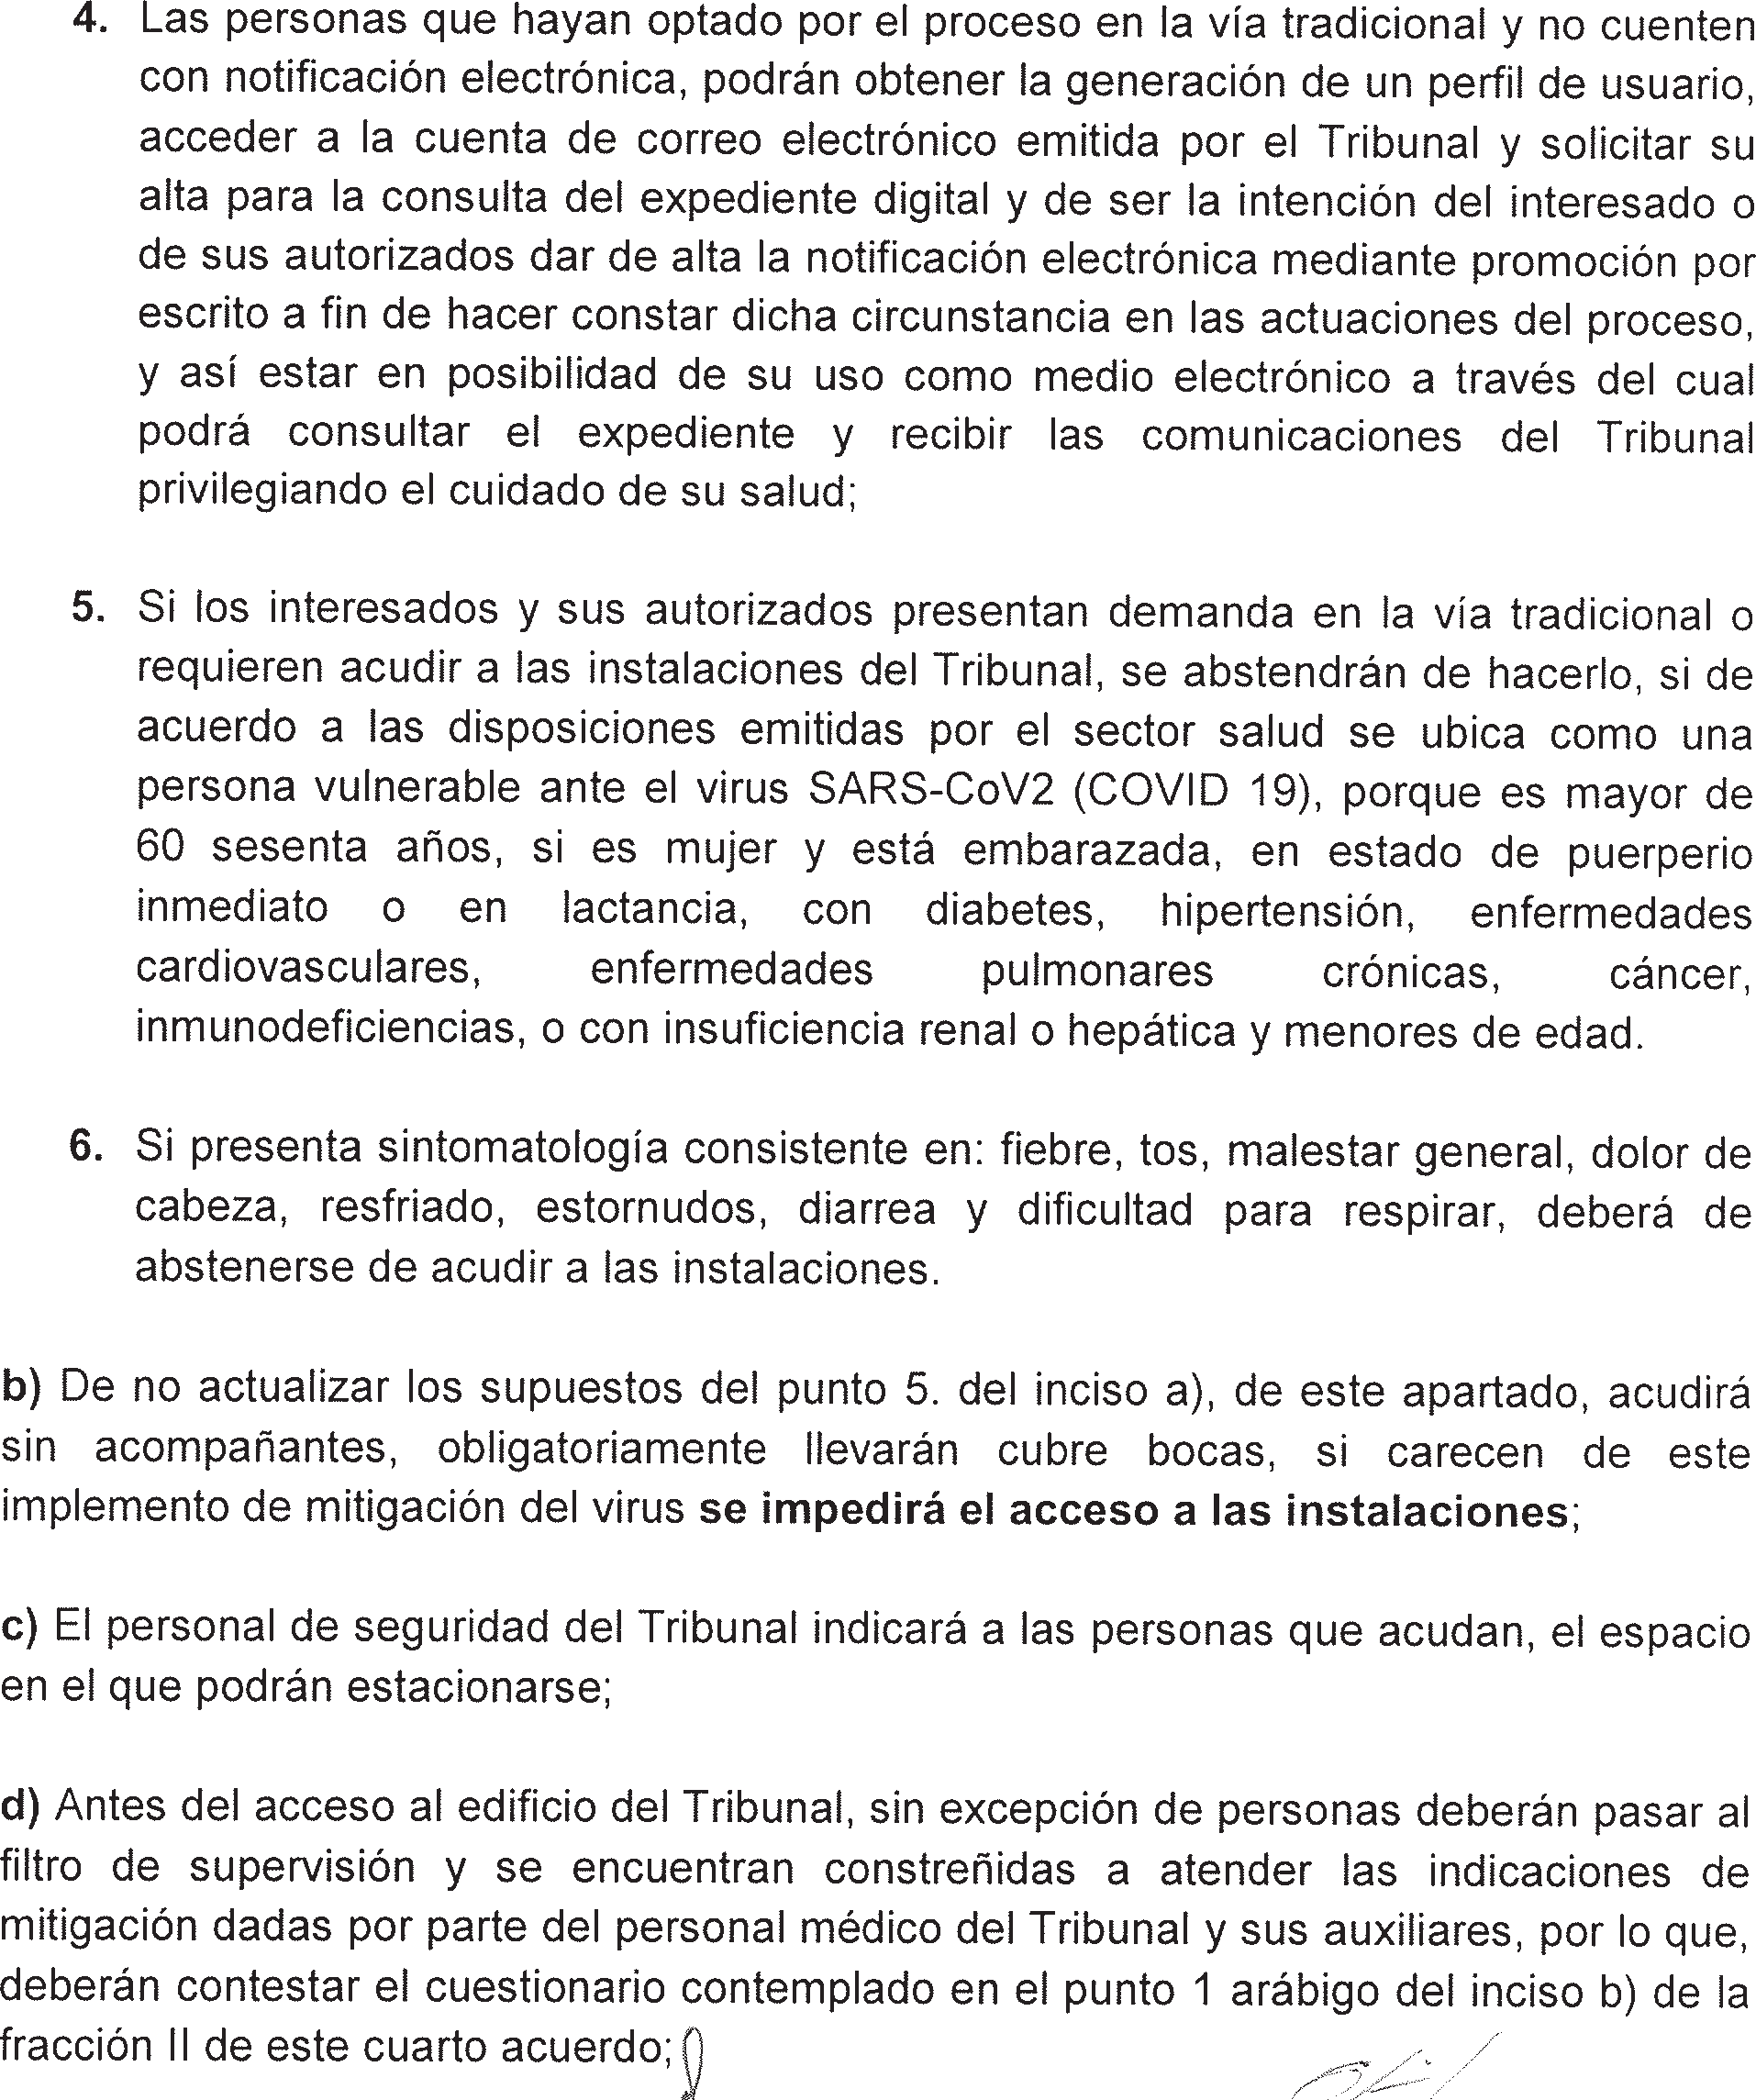 4. Las personas que hayan optado por el proceso en la vía tradicional y no cuenten
con notificación electrónica, podrán obtener la generación de un perfil de usuario,
acceder a la cuenta de correo electrónico emitida por el Tribunal y solicitar su
alta para la consulta del expediente digital y de ser la intención del interesado o
de sus autorizados dar de alta la notificación electrónica mediante promoción por
escrito a fin de hacer constar dicha circunstancia en las actuaciones del proceso,
y así estar en posibilidad de su uso como medio electrónico a través del cual
podrá consultar el expediente y recibir las comunicaciones del Tribunal
privilegiando el cuidado de su salud;
5. Si los interesados y sus autorizados presentan demanda en la vía tradicional o
requieren acudir a las instalaciones del Tribunal, se abstendrán de hacerlo, si de
acuerdo a las disposiciones emitidas por el sector salud se ubica como una
persona vulnerable ante el virus SARS-CoV2 (COVID 19), porque es mayor de
60 sesenta años, si es mujer y está embarazada, en estado de puerperio
inmediato o en lactancia, con diabetes, hipertensión, enfermedades
cardiovasculares, enfermedades pulmonares crónicas, cáncer,
inmunodeficiencias, o con insuficiencia renal o hepática y menores de edad.
6. Si presenta sintomatología consistente en: fiebre, tos, malestar general, dolor de
cabeza, resfriado, estornudos, diarrea y dificultad para respirar, deberá de
abstenerse de acudir a las instalaciones.
b) De no actualizar los supuestos del punto 5. del inciso a), de este apartado, acudirá
sin acompañantes, obligatoriamente llevarán cubre bocas, si carecen de este
implemento de mitigación del virus se impedirá el acceso a las instalaciones;
c) El personal de seguridad del Tribunal indicará a las personas que acudan, el espacio
en el que podrán estacionarse;
d) Antes del acceso al edificio del Tribunal, sin excepción de personas deberán pasar al
filtro de supervisión y se encuentran constreñidas a atender las indicaciones de
mitigación dadas por parte del personal médico del Tribunal y sus auxiliares, por lo que,
deberán contestar el cuestionario contemplado en el punto 1 arábigo del inciso b) de la
fracción II de este cuarto acuerdo;